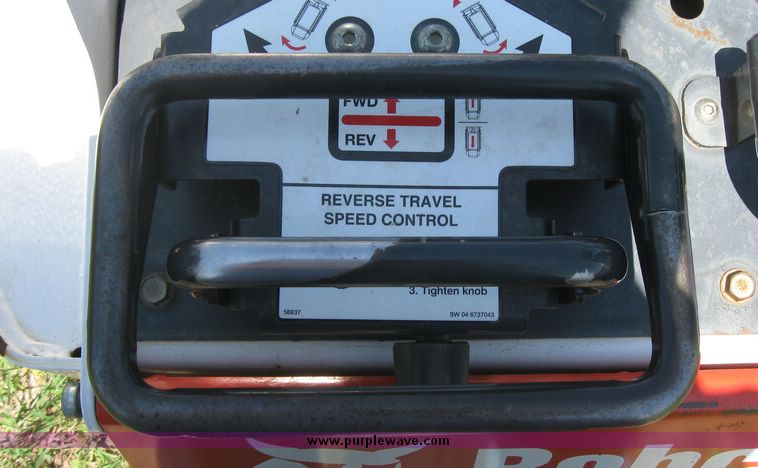 FWD
REV
REVERSE TRAVEL
SPEED CONTROL
3. Tighten knob
58837 SW 04 6737043
www.purplewave.com